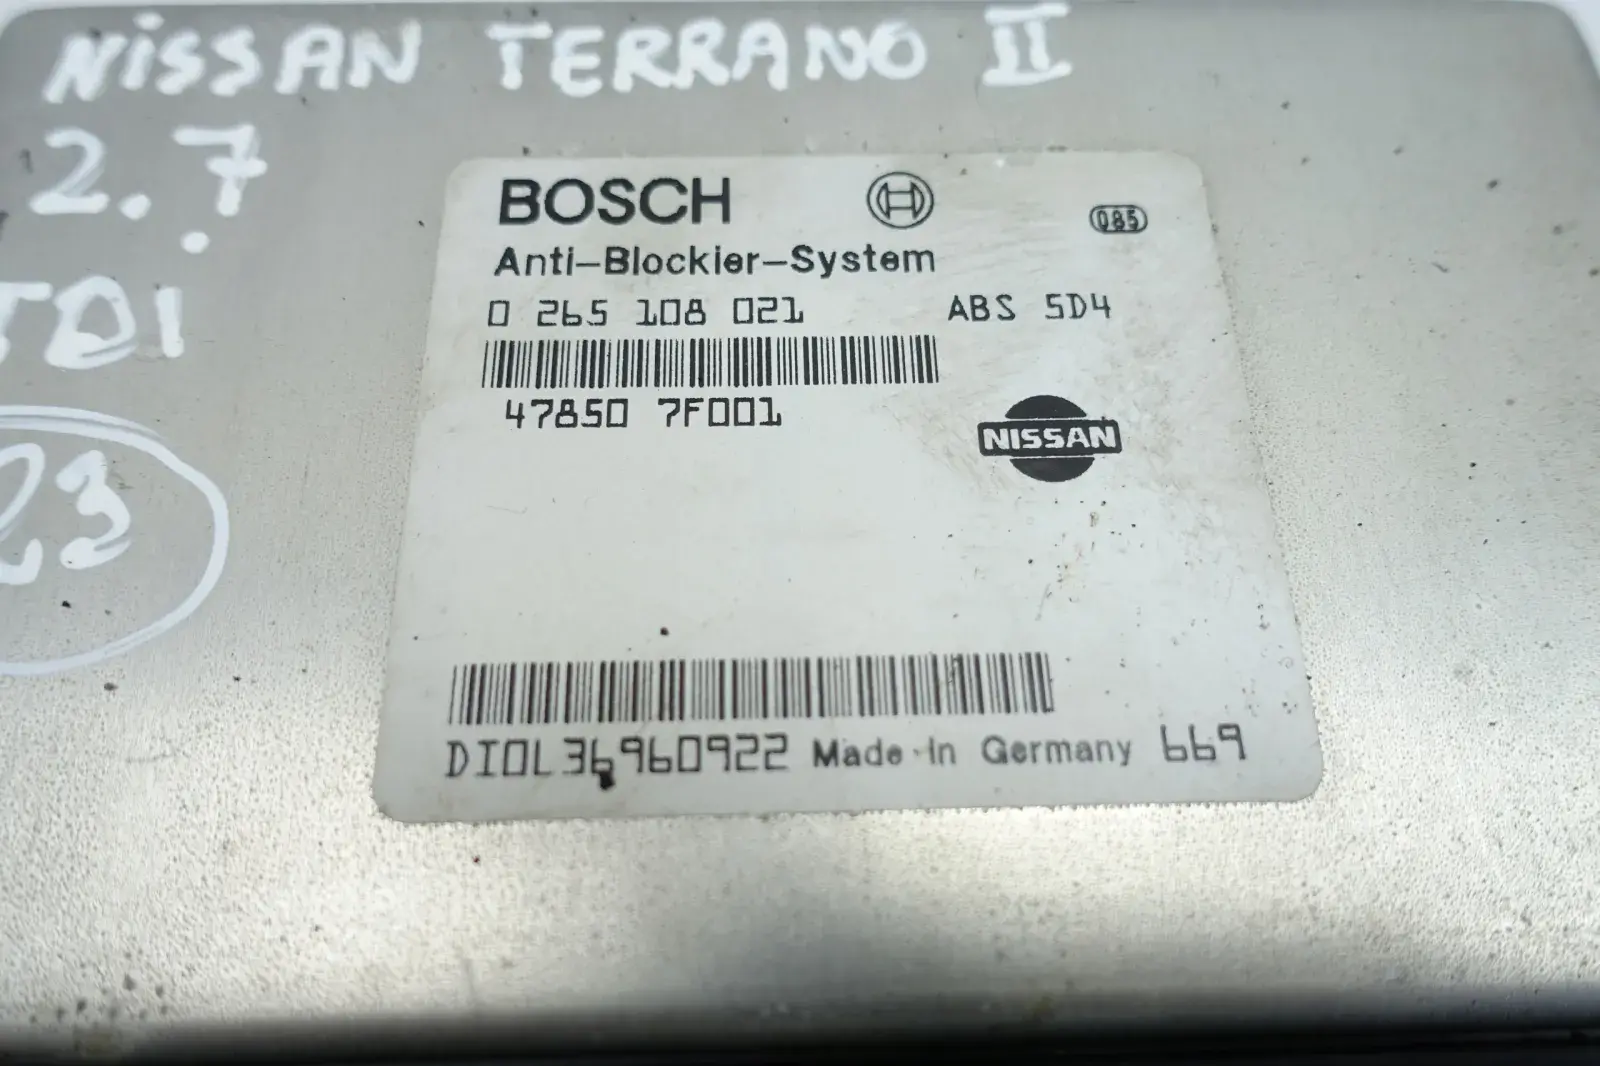 NiSSAN TERRANO II
2.7
TDi
23
BOSCH
085
Anti-Blockier-System
0 265 108 021 ABS 5D4
47850 7F001
NISSAN
DIOL36960922 Made in Germany 669